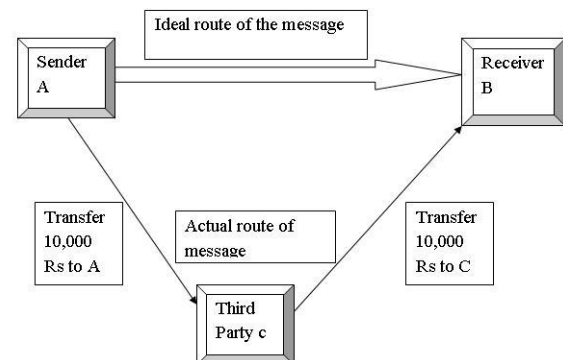 Ideal route of the message
Sender
A
Receiver
B
Transfer
10,000
Rs to A
Actual route of
message
Transfer
10,000
Rs to C
Third
Party c